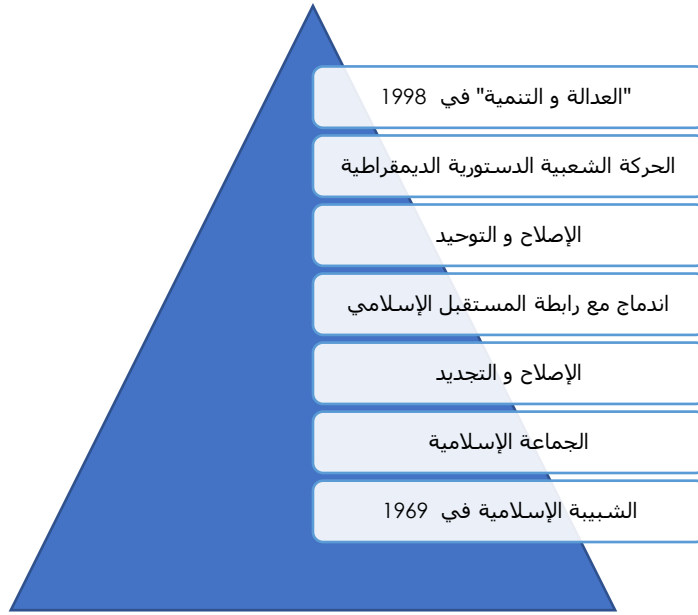 "العدالة و التنمية" في 1998
الحركة الشعبية الدستورية الديمقراطية
الإصلاح و التوحيد
اندماج مع رابطة المستقبل الإسلامي
الإصلاح و التجديد
الجماعة الإسلامية
الشبيبة الإسلامية في 1969